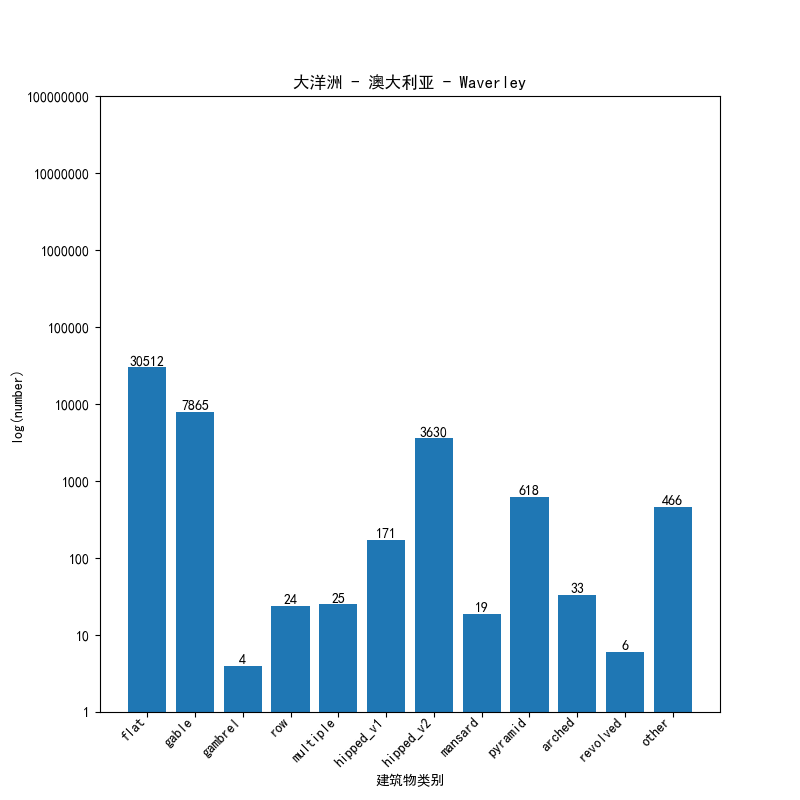 大洋洲 - 澳大利亚 - Waverley
100000000
10000000
1000000
100000
10000
1000
100
10
1
log(number)
30512
7865
4
24
25
171
3630
19
618
33
6
466
flat
gable
gambrel
row
multiple
hipped_v1
hipped_v2
mansard
pyramid
arched
revolved
other
建筑物类别